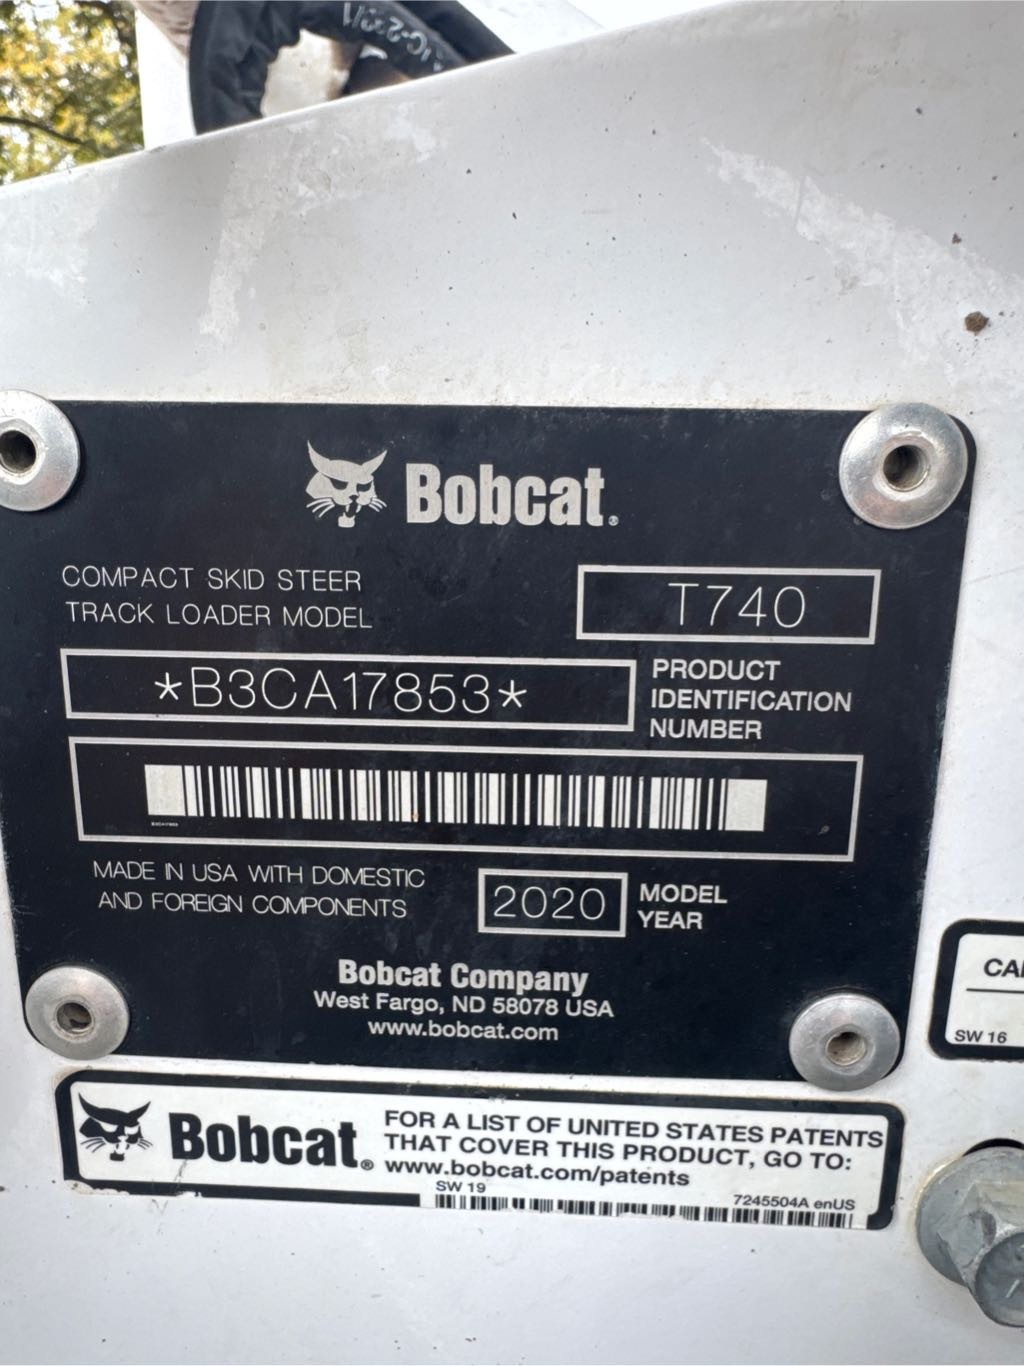 Bobcat®
COMPACT SKID STEER
TRACK LOADER MODEL
T740
*B3CA17853*
PRODUCT
IDENTIFICATION
NUMBER
B3CA17853
MADE IN USA WITH DOMESTIC
AND FOREIGN COMPONENTS
2020
MODEL
YEAR
Bobcat Company
West Fargo, ND 58078 USA
www.bobcat.com
Bobcat®
FOR A LIST OF UNITED STATES PATENTS
THAT COVER THIS PRODUCT, GO TO:
www.bobcat.com/patents
SW 19
7245504A enUS
SW 16